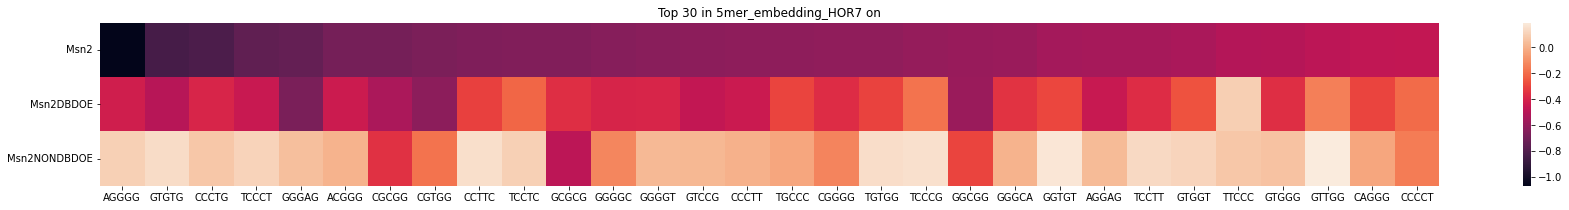 Top 30 in 5mer_embedding_HOR7 on
Msn2
Msn2DBDOE
Msn2NONDBDOE
AGGGG GTGTG CCCTG TCCCT GGGAG ACGGG CGCGG CGTGG CCTTC TCCTC GCGCG GGGGC GGGGT GTCCG CCCTT TGCCC CGGGG TGTGG TCCCG GGCGG GGGCA GGTGT AGGAG TCCTT GTGGT TTCCC GTGGG GTTGG CAGGG CCCCT
0.0
−0.2
−0.4
−0.6
−0.8
−1.0